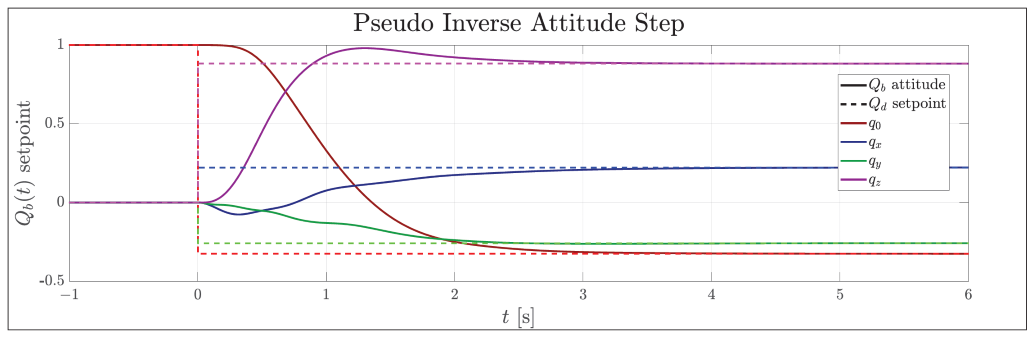 Pseudo Inverse Attitude Step
1
0.5
0
-0.5
Q_b(t) setpoint
−1
0
1
2
3
4
5
6
t [s]
Q_b attitude
Q_d setpoint
q_0
q_x
q_y
q_z